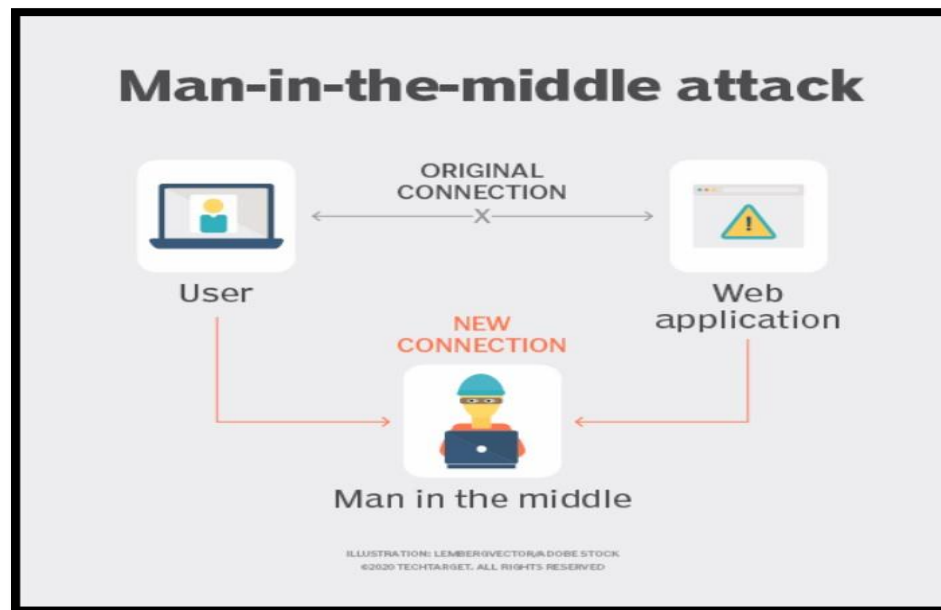 Man-in-the-middle attack
ORIGINAL
CONNECTION
X
User
Web
application
NEW
CONNECTION
Man in the middle
ILLUSTRATION: LEMBERGVECTOR/ADOBE STOCK
©2020 TECHTARGET. ALL RIGHTS RESERVED